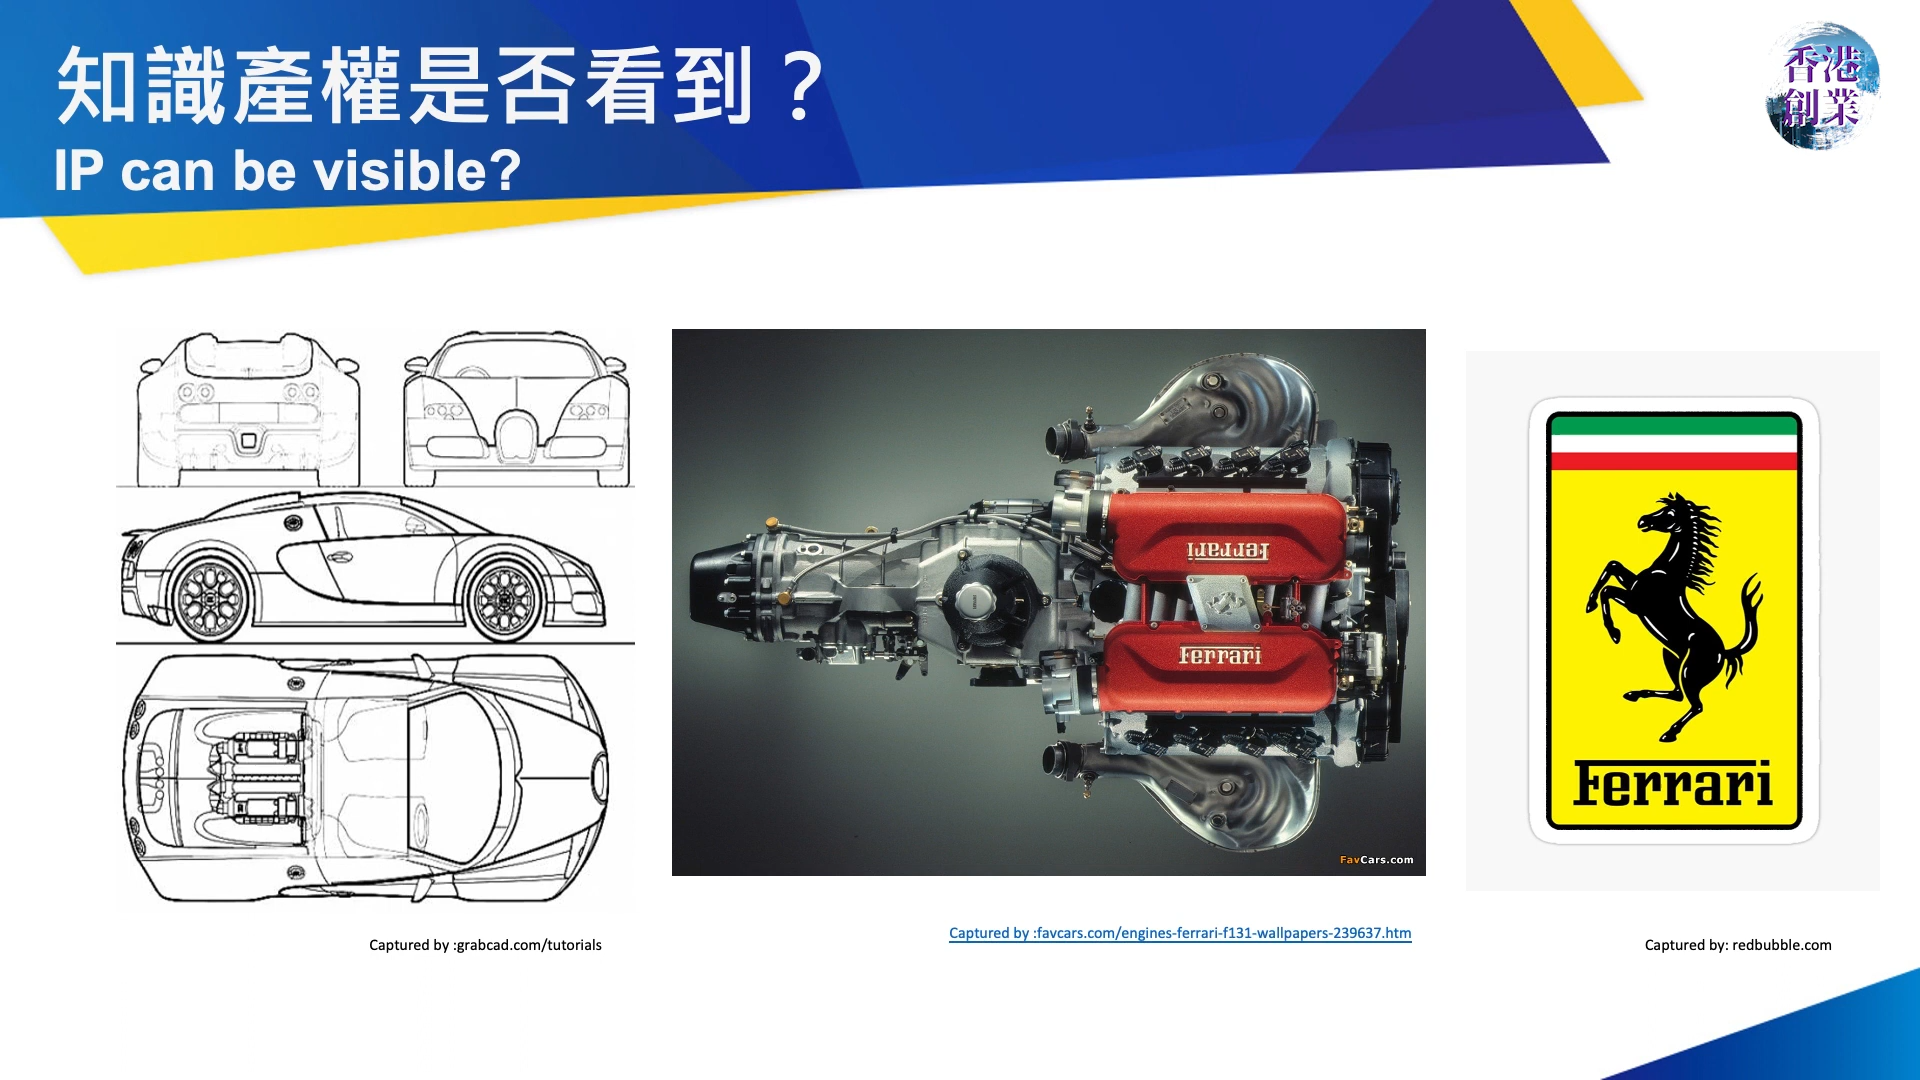 知識產權是否看到？
IP can be visible?
香港
創業
Ferrari
Ferrari
FavCars.com
Ferrari
Captured by :grabcad.com/tutorials
Captured by :favcars.com/engines-ferrari-f131-wallpapers-239637.htm
Captured by: redbubble.com